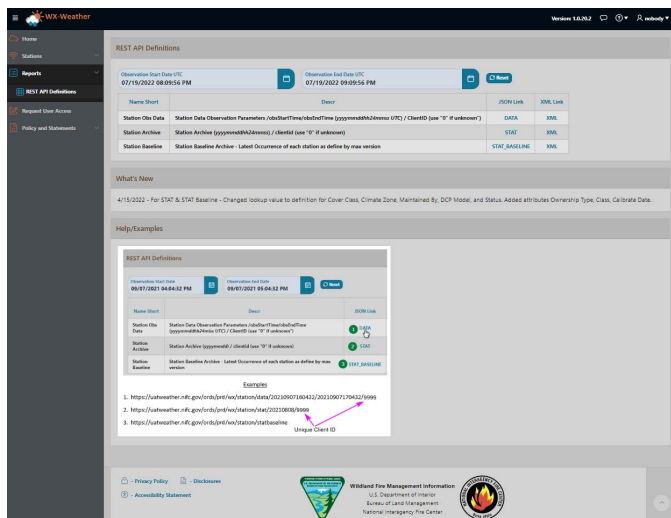 WX-Weather
Version: 1.0.20.2
nobody
Home
Stations
Reports
REST API Definitions
Request User Access
Policy and Statements
REST API Definitions
Observation Start Date UTC
07/19/2022 08:09:56 PM
Observation End Date UTC
07/19/2022 09:09:56 PM
Reset
Name Short Descr JSON Link XML Link
Station Obs Data Station Data Observation Parameters /obsStartTime/obsEndTime (yyyymmddhh24miss UTC) / ClientID (use "0" if unknown") DATA XML
Station Archive Station Archive (yyyymmddhh24miss) / clientid (use "0" if unknown) STAT XML
Station Baseline Station Baseline Archive - Latest Occurrence of each station as define by max version STAT_BASELINE XML
What's New
4/15/2022 - For STAT & STAT Baseline - Changed lookup value to definition for Cover Class, Climate Zone, Maintained By, DCP Model, and Status. Added attributes Ownership Type, Class, Calibrate Date.
Help/Examples
REST API Definitions
Observation Start Date
09/07/2021 04:04:32 PM
Observation End Date
09/07/2021 05:04:32 PM
Reset
Name Short Descr JSON Link
Station Obs Data Station Data Observation Parameters /obsStartTime/obsEndTime
(yyyymmddhh24miss UTC) / ClientID (use "0" if unknown") 1 DATA
Station Archive Station Archive (yyyymmddhh24miss) / clientid (use "0" if unknown) 2 STAT
Station Baseline Station Baseline Archive - Latest Occurrence of each station as define by max
version 3 STAT_BASELINE
Examples
1. https://uatweather.nifc.gov/ords/prd/wx/station/data/20210907160432/20210907170432/9999
2. https://uatweather.nifc.gov/ords/prd/wx/station/stat/20210808/9999
3. https://uatweather.nifc.gov/ords/prd/wx/station/statbaseline
Unique Client ID
- Privacy Policy - Disclosures
- Accessibility Statement
Wildland Fire Management Information
U.S. Department of Interior
Bureau of Land Management
National Interagency Fire Center